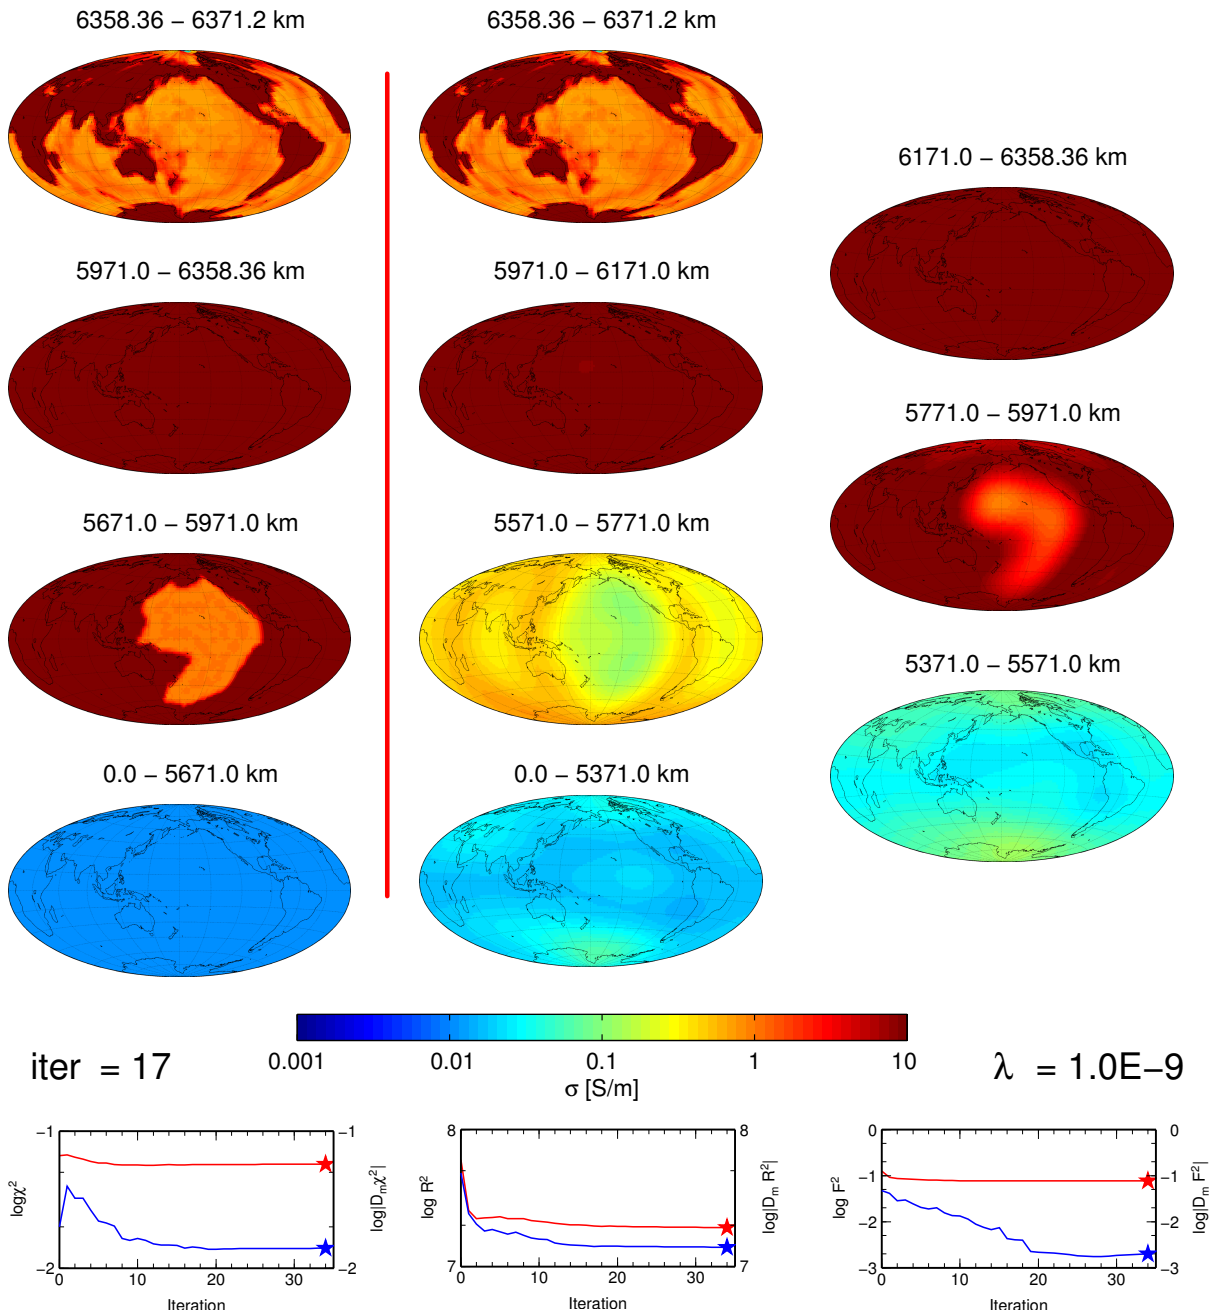 6358.36 − 6371.2 km
6358.36 − 6371.2 km
6171.0 − 6358.36 km
5971.0 − 6358.36 km
5971.0 − 6171.0 km
5771.0 − 5971.0 km
5671.0 − 5971.0 km
5571.0 − 5771.0 km
5371.0 − 5571.0 km
0.0 − 5671.0 km
0.0 − 5371.0 km
0.001 0.01 0.1 1 10
σ [S/m]
iter = 17
λ = 1.0E−9
−1
−2
logχ²
0 10 20 30
Iteration
−1
−2
log|Dₘχ²|
8
7
log R²
0 10 20 30
Iteration
8
7
log|Dₘ R²|
0
−1
−2
−3
log F²
0 10 20 30
Iteration
0
−1
−2
−3
log|Dₘ F²|